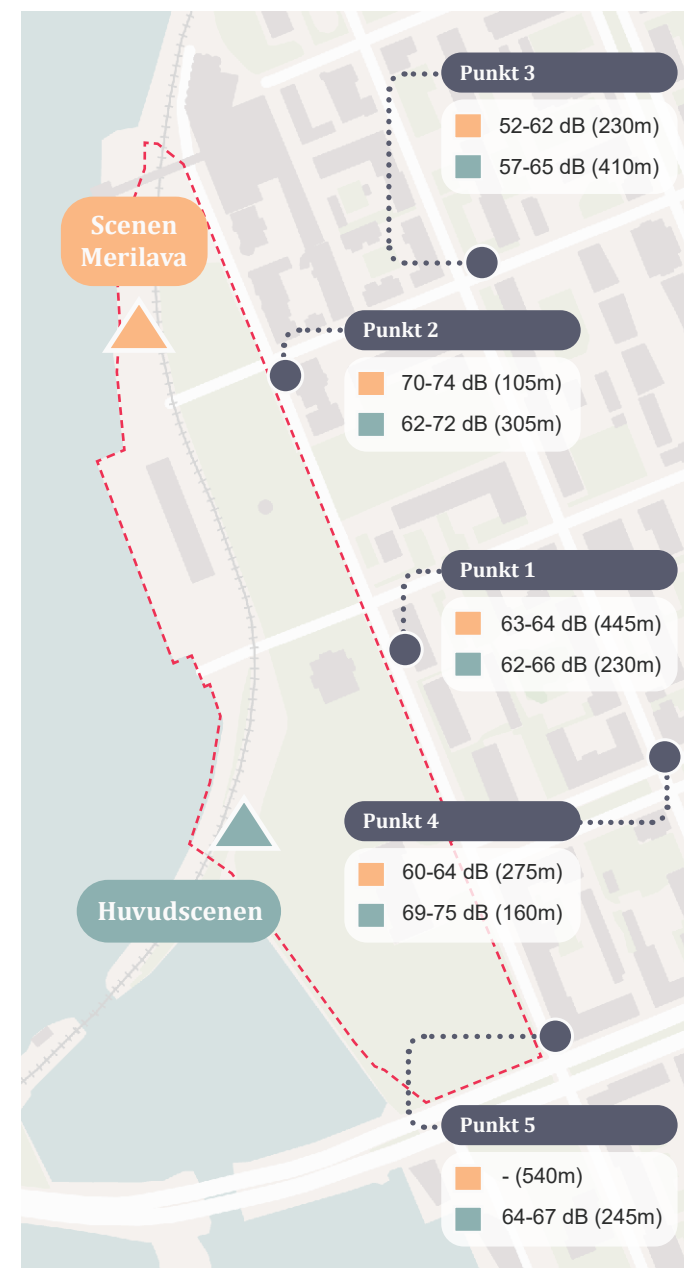 Punkt 3
52-62 dB (230m)
57-65 dB (410m)
Scenen
Merilava
Punkt 2
70-74 dB (105m)
62-72 dB (305m)
Punkt 1
63-64 dB (445m)
62-66 dB (230m)
Punkt 4
60-64 dB (275m)
69-75 dB (160m)
Huvudscenen
Punkt 5
- (540m)
64-67 dB (245m)